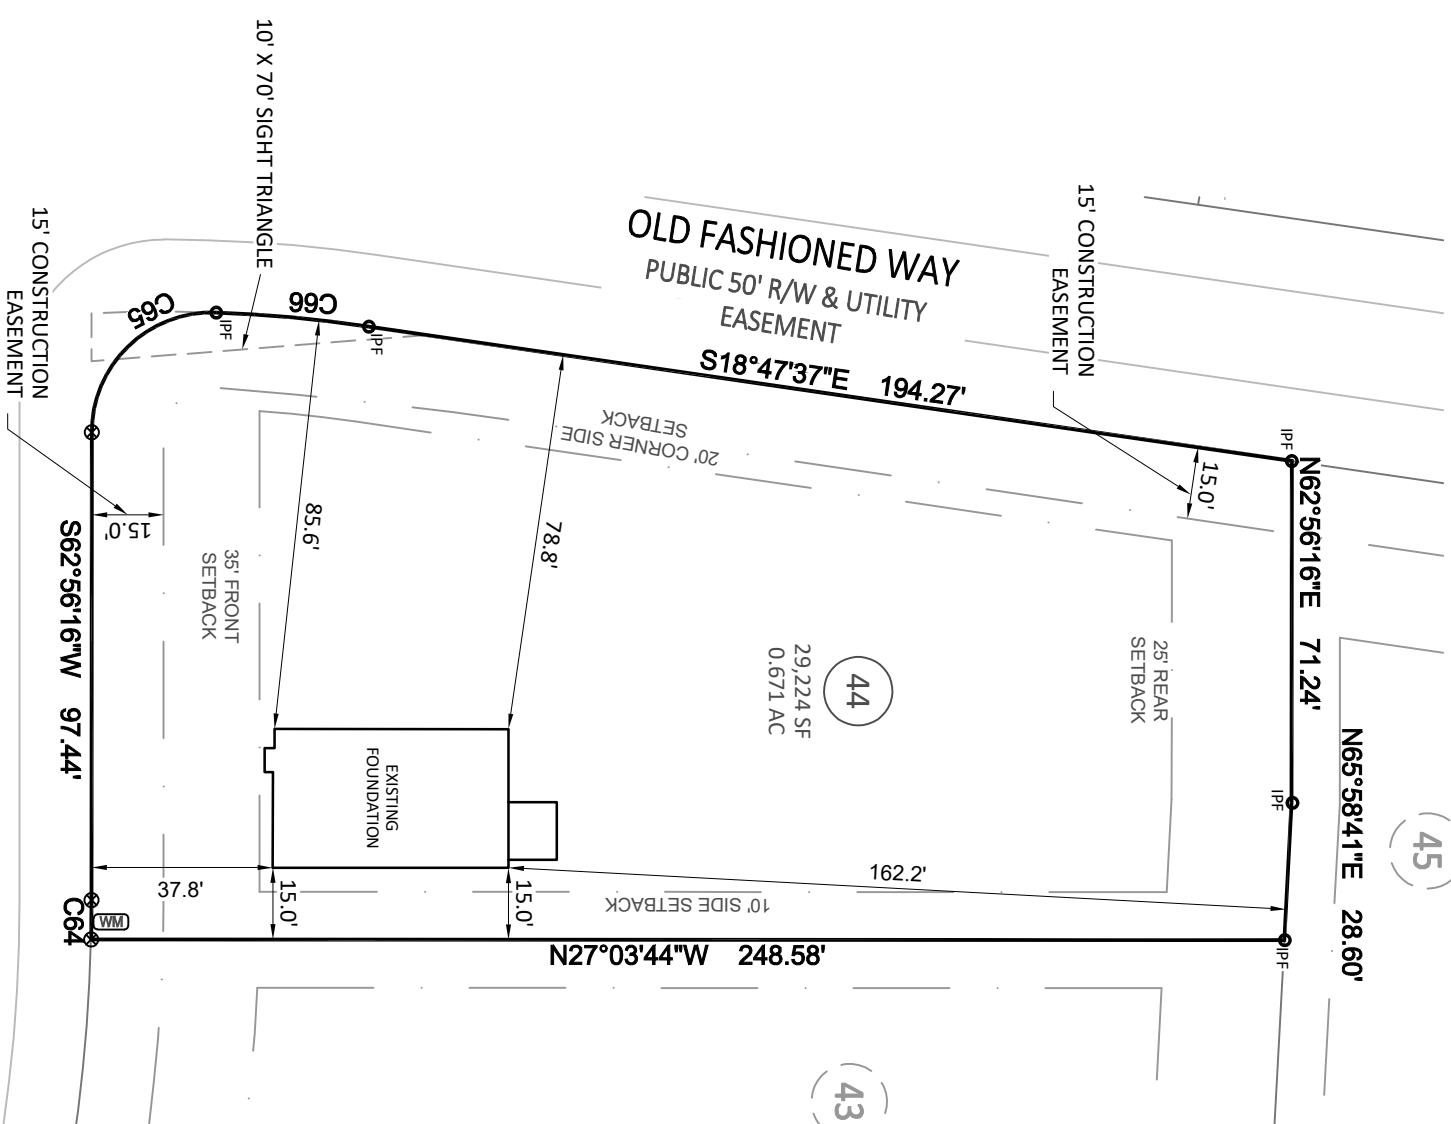 10' X 70' SIGHT TRIANGLE
15' CONSTRUCTION
EASEMENT
OLD FASHIONED WAY
PUBLIC 50' R/W & UTILITY
EASEMENT
15' CONSTRUCTION
EASEMENT
C65
C66
IPF
IPF
S18°47'37"E 194.27'
IPF
N62°56'16"E 71.24'
15.0'
20' CORNER SIDE
SETBACK
15.0'
85.6'
78.8'
S62°56'16"W 97.44'
35' FRONT
SETBACK
44
29,224 SF
0.671 AC
25' REAR
SETBACK
N65°58'41"E 28.60'
IPF
45
EXISTING
FOUNDATION
37.8'
15.0'
15.0'
162.2'
10' SIDE SETBACK
C64
WM
N27°03'44"W 248.58'
IPF
43